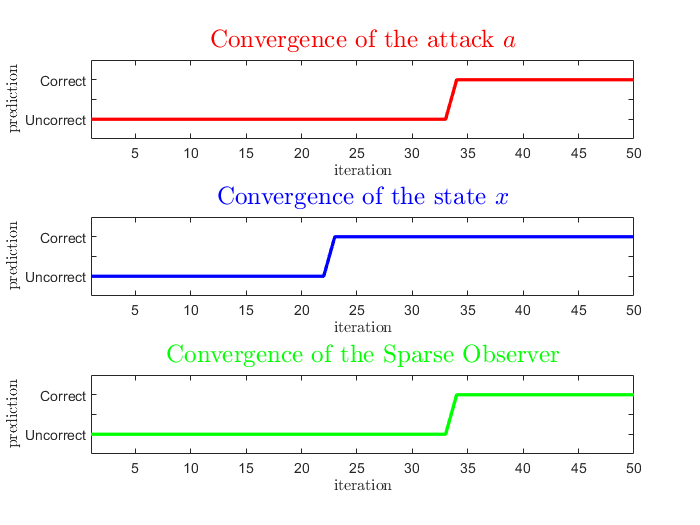 Convergence of the attack a
prediction
Correct
Uncorrect
5 10 15 20 25 30 35 40 45 50
iteration
Convergence of the state x
prediction
Correct
Uncorrect
5 10 15 20 25 30 35 40 45 50
iteration
Convergence of the Sparse Observer
prediction
Correct
Uncorrect
5 10 15 20 25 30 35 40 45 50
iteration